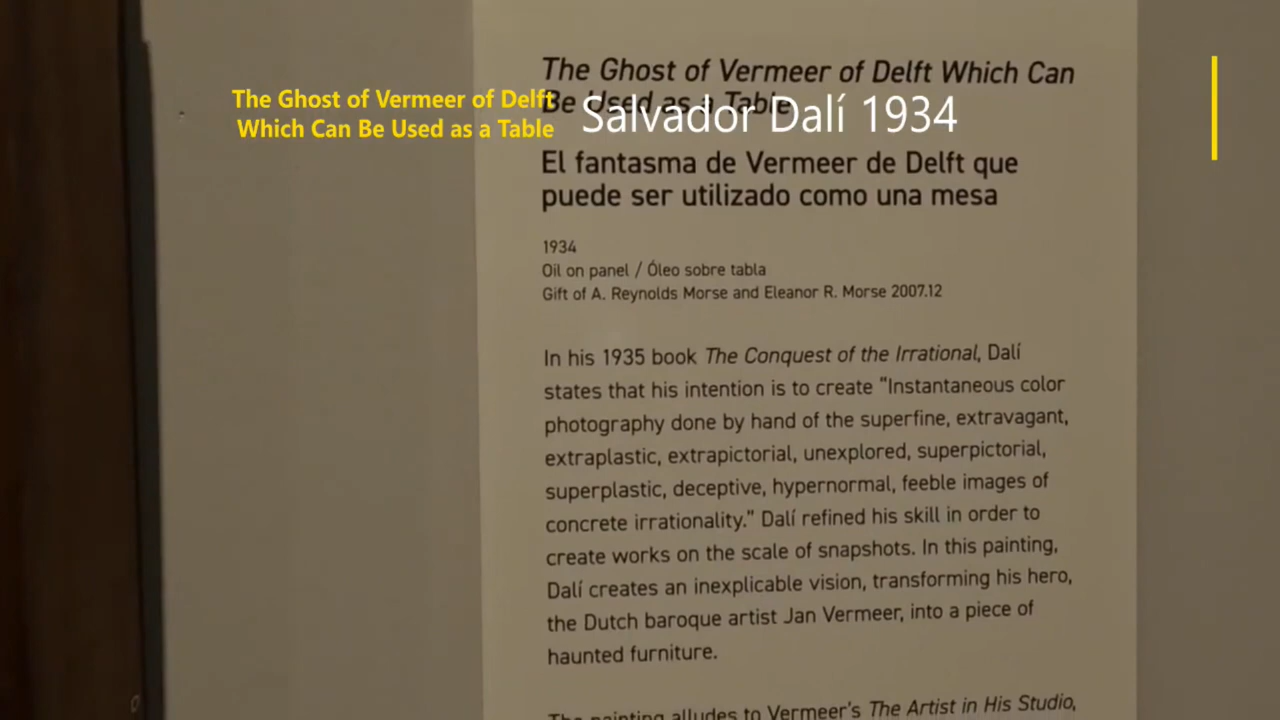 The Ghost of Vermeer of Delft
Which Can Be Used as a Table
Salvador Dalí 1934
The Ghost of Vermeer of Delft Which Can
Be Used as a Table
El fantasma de Vermeer de Delft que
puede ser utilizado como una mesa
1934
Oil on panel / Óleo sobre tabla
Gift of A. Reynolds Morse and Eleanor R. Morse 2007.12
In his 1935 book The Conquest of the Irrational, Dalí
states that his intention is to create “Instantaneous color
photography done by hand of the superfine, extravagant,
extraplastic, extrapictorial, unexplored, superpictorial,
superplastic, deceptive, hypernormal, feeble images of
concrete irrationality.” Dalí refined his skill in order to
create works on the scale of snapshots. In this painting,
Dalí creates an inexplicable vision, transforming his hero,
the Dutch baroque artist Jan Vermeer, into a piece of
haunted furniture.
The painting alludes to Vermeer’s The Artist in His Studio,